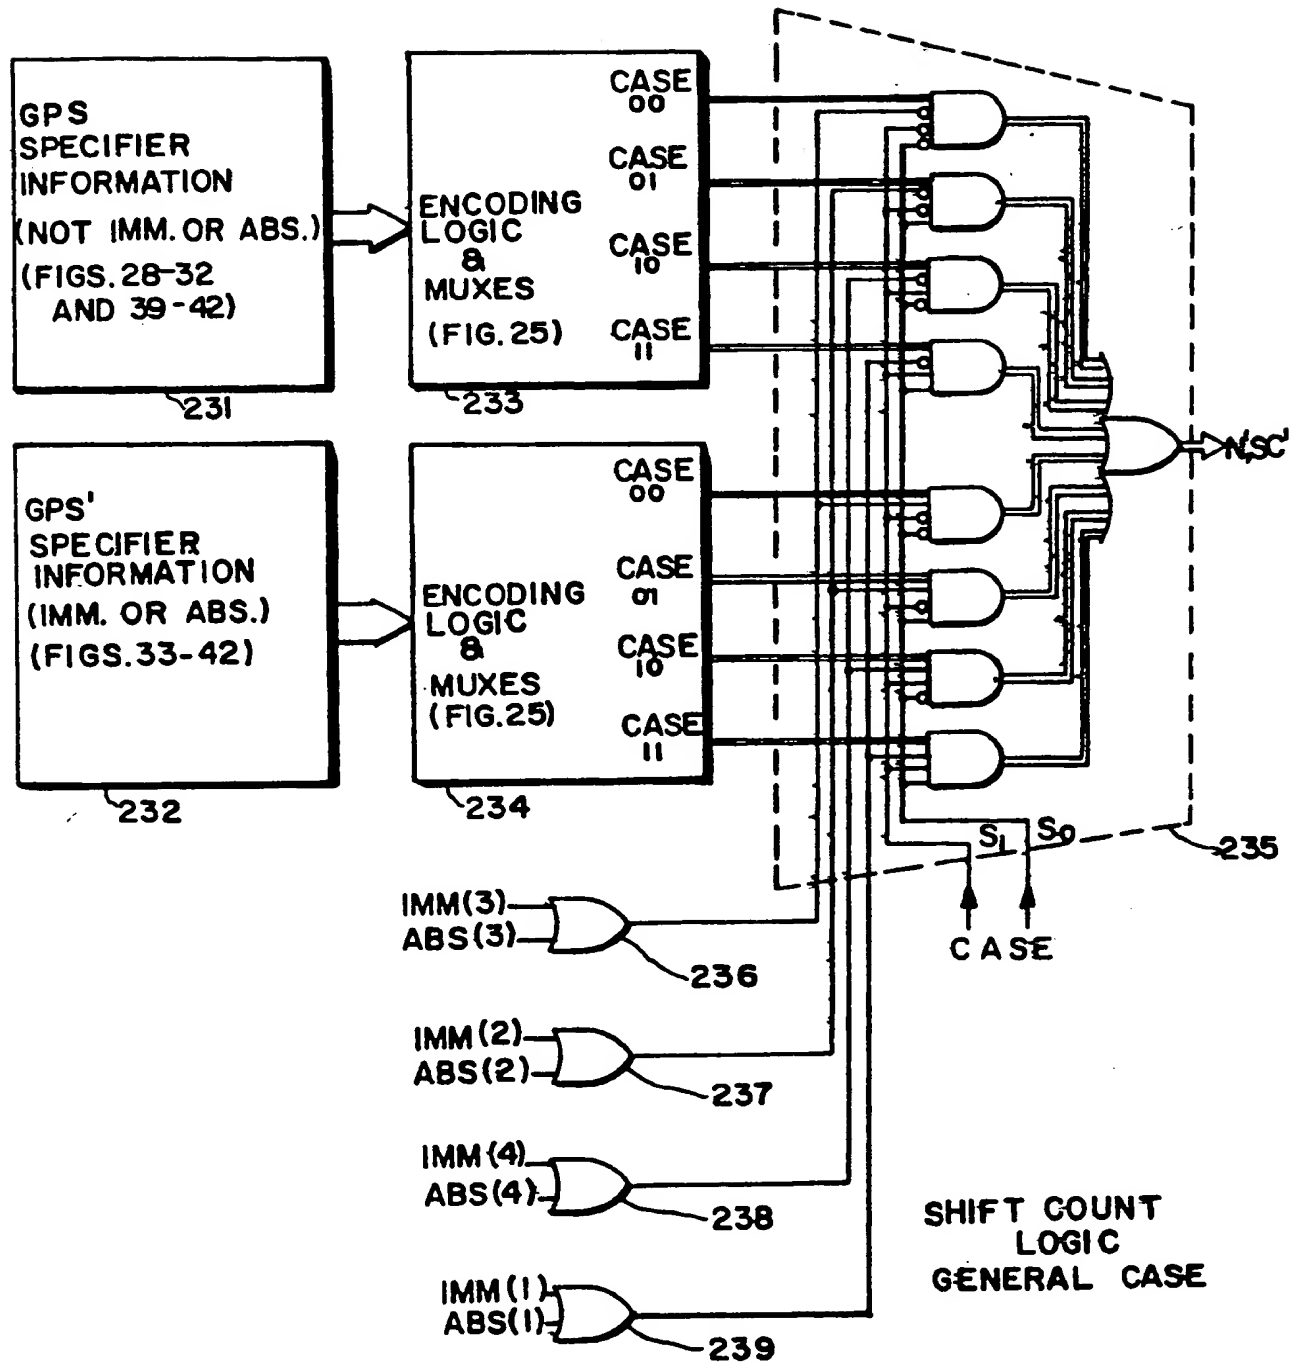 GPS
SPECIFIER
INFORMATION
(NOT IMM. OR ABS.)
(FIGS. 28-32
AND 39-42)
231
ENCODING
LOGIC
&
MUXES
(FIG. 25)
CASE
00
CASE
01
CASE
10
CASE
11
233
GPS'
SPECIFIER
INFORMATION
(IMM. OR ABS.)
(FIGS. 33-42)
232
ENCODING
LOGIC
&
MUXES
(FIG. 25)
CASE
00
CASE
01
CASE
10
CASE
11
234
S1
S0
235
CASE
IMM(3)
ABS(3)
236
IMM(2)
ABS(2)
237
IMM(4)
ABS(4)
238
IMM(1)
ABS(1)
239
SHIFT COUNT
LOGIC
GENERAL CASE